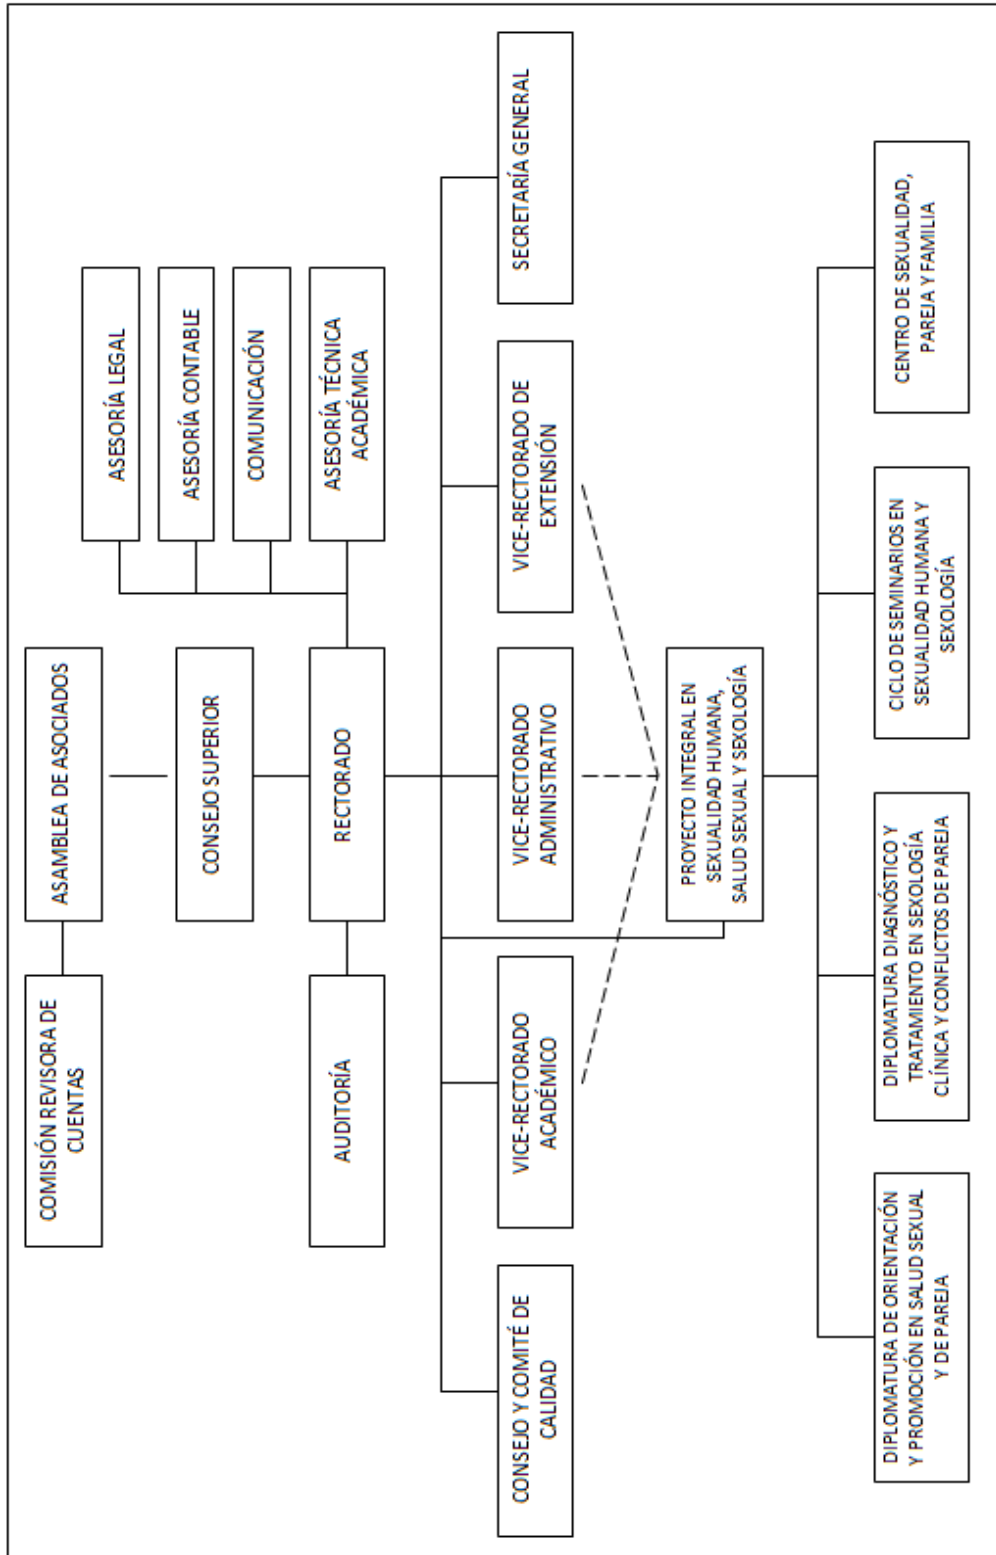 COMISIÓN REVISORA DE
CUENTAS
ASAMBLEA DE ASOCIADOS
ASESORÍA LEGAL
ASESORÍA CONTABLE
COMUNICACIÓN
ASESORÍA TÉCNICA
ACADÉMICA
CONSEJO SUPERIOR
AUDITORÍA
RECTORADO
CONSEJO Y COMITÉ DE
CALIDAD
VICE-RECTORADO
ACADÉMICO
VICE-RECTORADO
ADMINISTRATIVO
VICE-RECTORADO DE
EXTENSIÓN
SECRETARÍA GENERAL
PROYECTO INTEGRAL EN
SEXUALIDAD HUMANA,
SALUD SEXUAL Y SEXOLOGÍA
DIPLOMATURA DE ORIENTACIÓN
Y PROMOCIÓN EN SALUD SEXUAL
Y DE PAREJA
DIPLOMATURA DIAGNÓSTICO Y
TRATAMIENTO EN SEXOLOGÍA
CLÍNICA Y CONFLICTOS DE PAREJA
CICLO DE SEMINARIOS EN
SEXUALIDAD HUMANA Y
SEXOLOGÍA
CENTRO DE SEXUALIDAD,
PAREJA Y FAMILIA